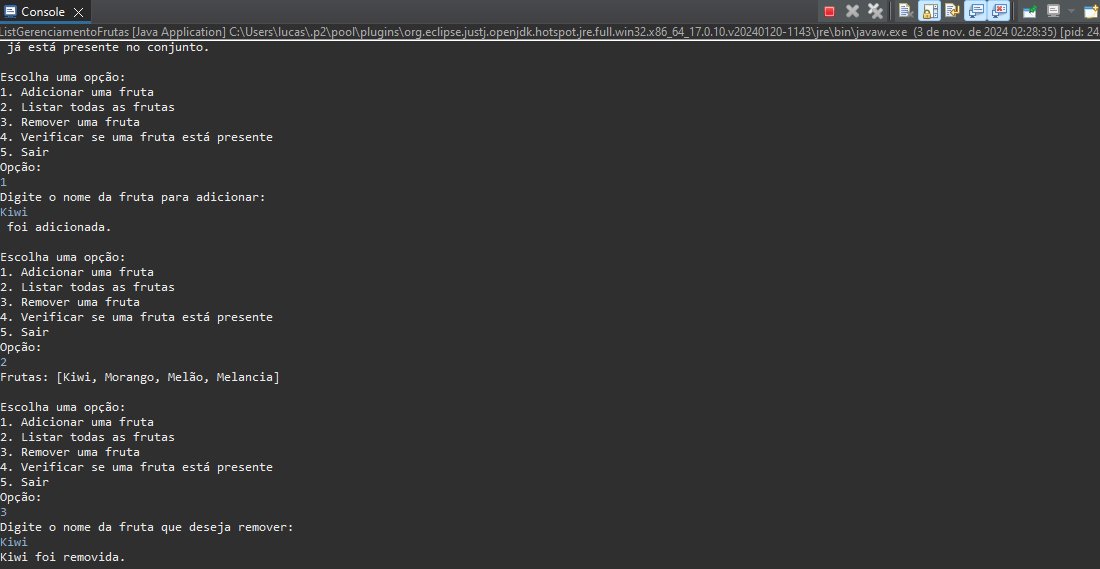 Console
ListGerenciamentoFrutas [Java Application] C:\Users\lucas\.p2\pool\plugins\org.eclipse.justj.openjdk.hotspot.jre.full.win32.x86_64_17.0.10.v20240120-1143\jre\bin\javaw.exe (3 de nov. de 2024 02:28:35) [pid: 24
já está presente no conjunto.
Escolha uma opção:
1. Adicionar uma fruta
2. Listar todas as frutas
3. Remover uma fruta
4. Verificar se uma fruta está presente
5. Sair
Opção:
1
Digite o nome da fruta para adicionar:
Kiwi
foi adicionada.
Escolha uma opção:
1. Adicionar uma fruta
2. Listar todas as frutas
3. Remover uma fruta
4. Verificar se uma fruta está presente
5. Sair
Opção:
2
Frutas: [Kiwi, Morango, Melão, Melancia]
Escolha uma opção:
1. Adicionar uma fruta
2. Listar todas as frutas
3. Remover uma fruta
4. Verificar se uma fruta está presente
5. Sair
Opção:
3
Digite o nome da fruta que deseja remover:
Kiwi
Kiwi foi removida.